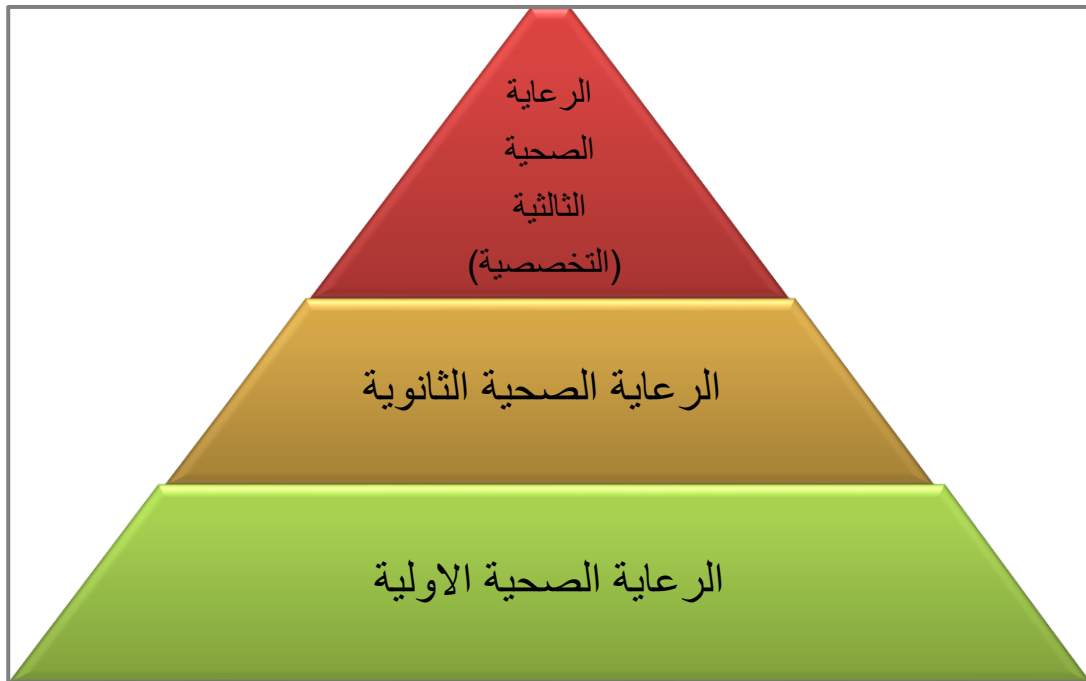 الرعاية
الصحية
الثالثية
(التخصصية)
الرعاية الصحية الثانوية
الرعاية الصحية الاولية